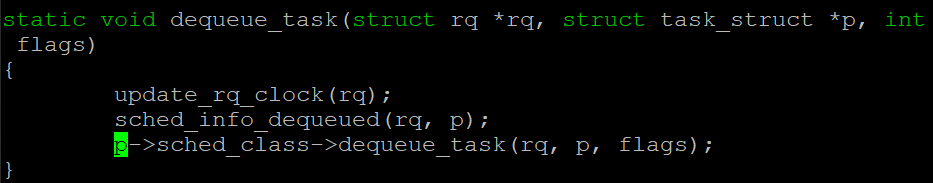 static void dequeue_task(struct rq *rq, struct task_struct *p, int
 flags)
{
        update_rq_clock(rq);
        sched_info_dequeued(rq, p);
        p->sched_class->dequeue_task(rq, p, flags);
}